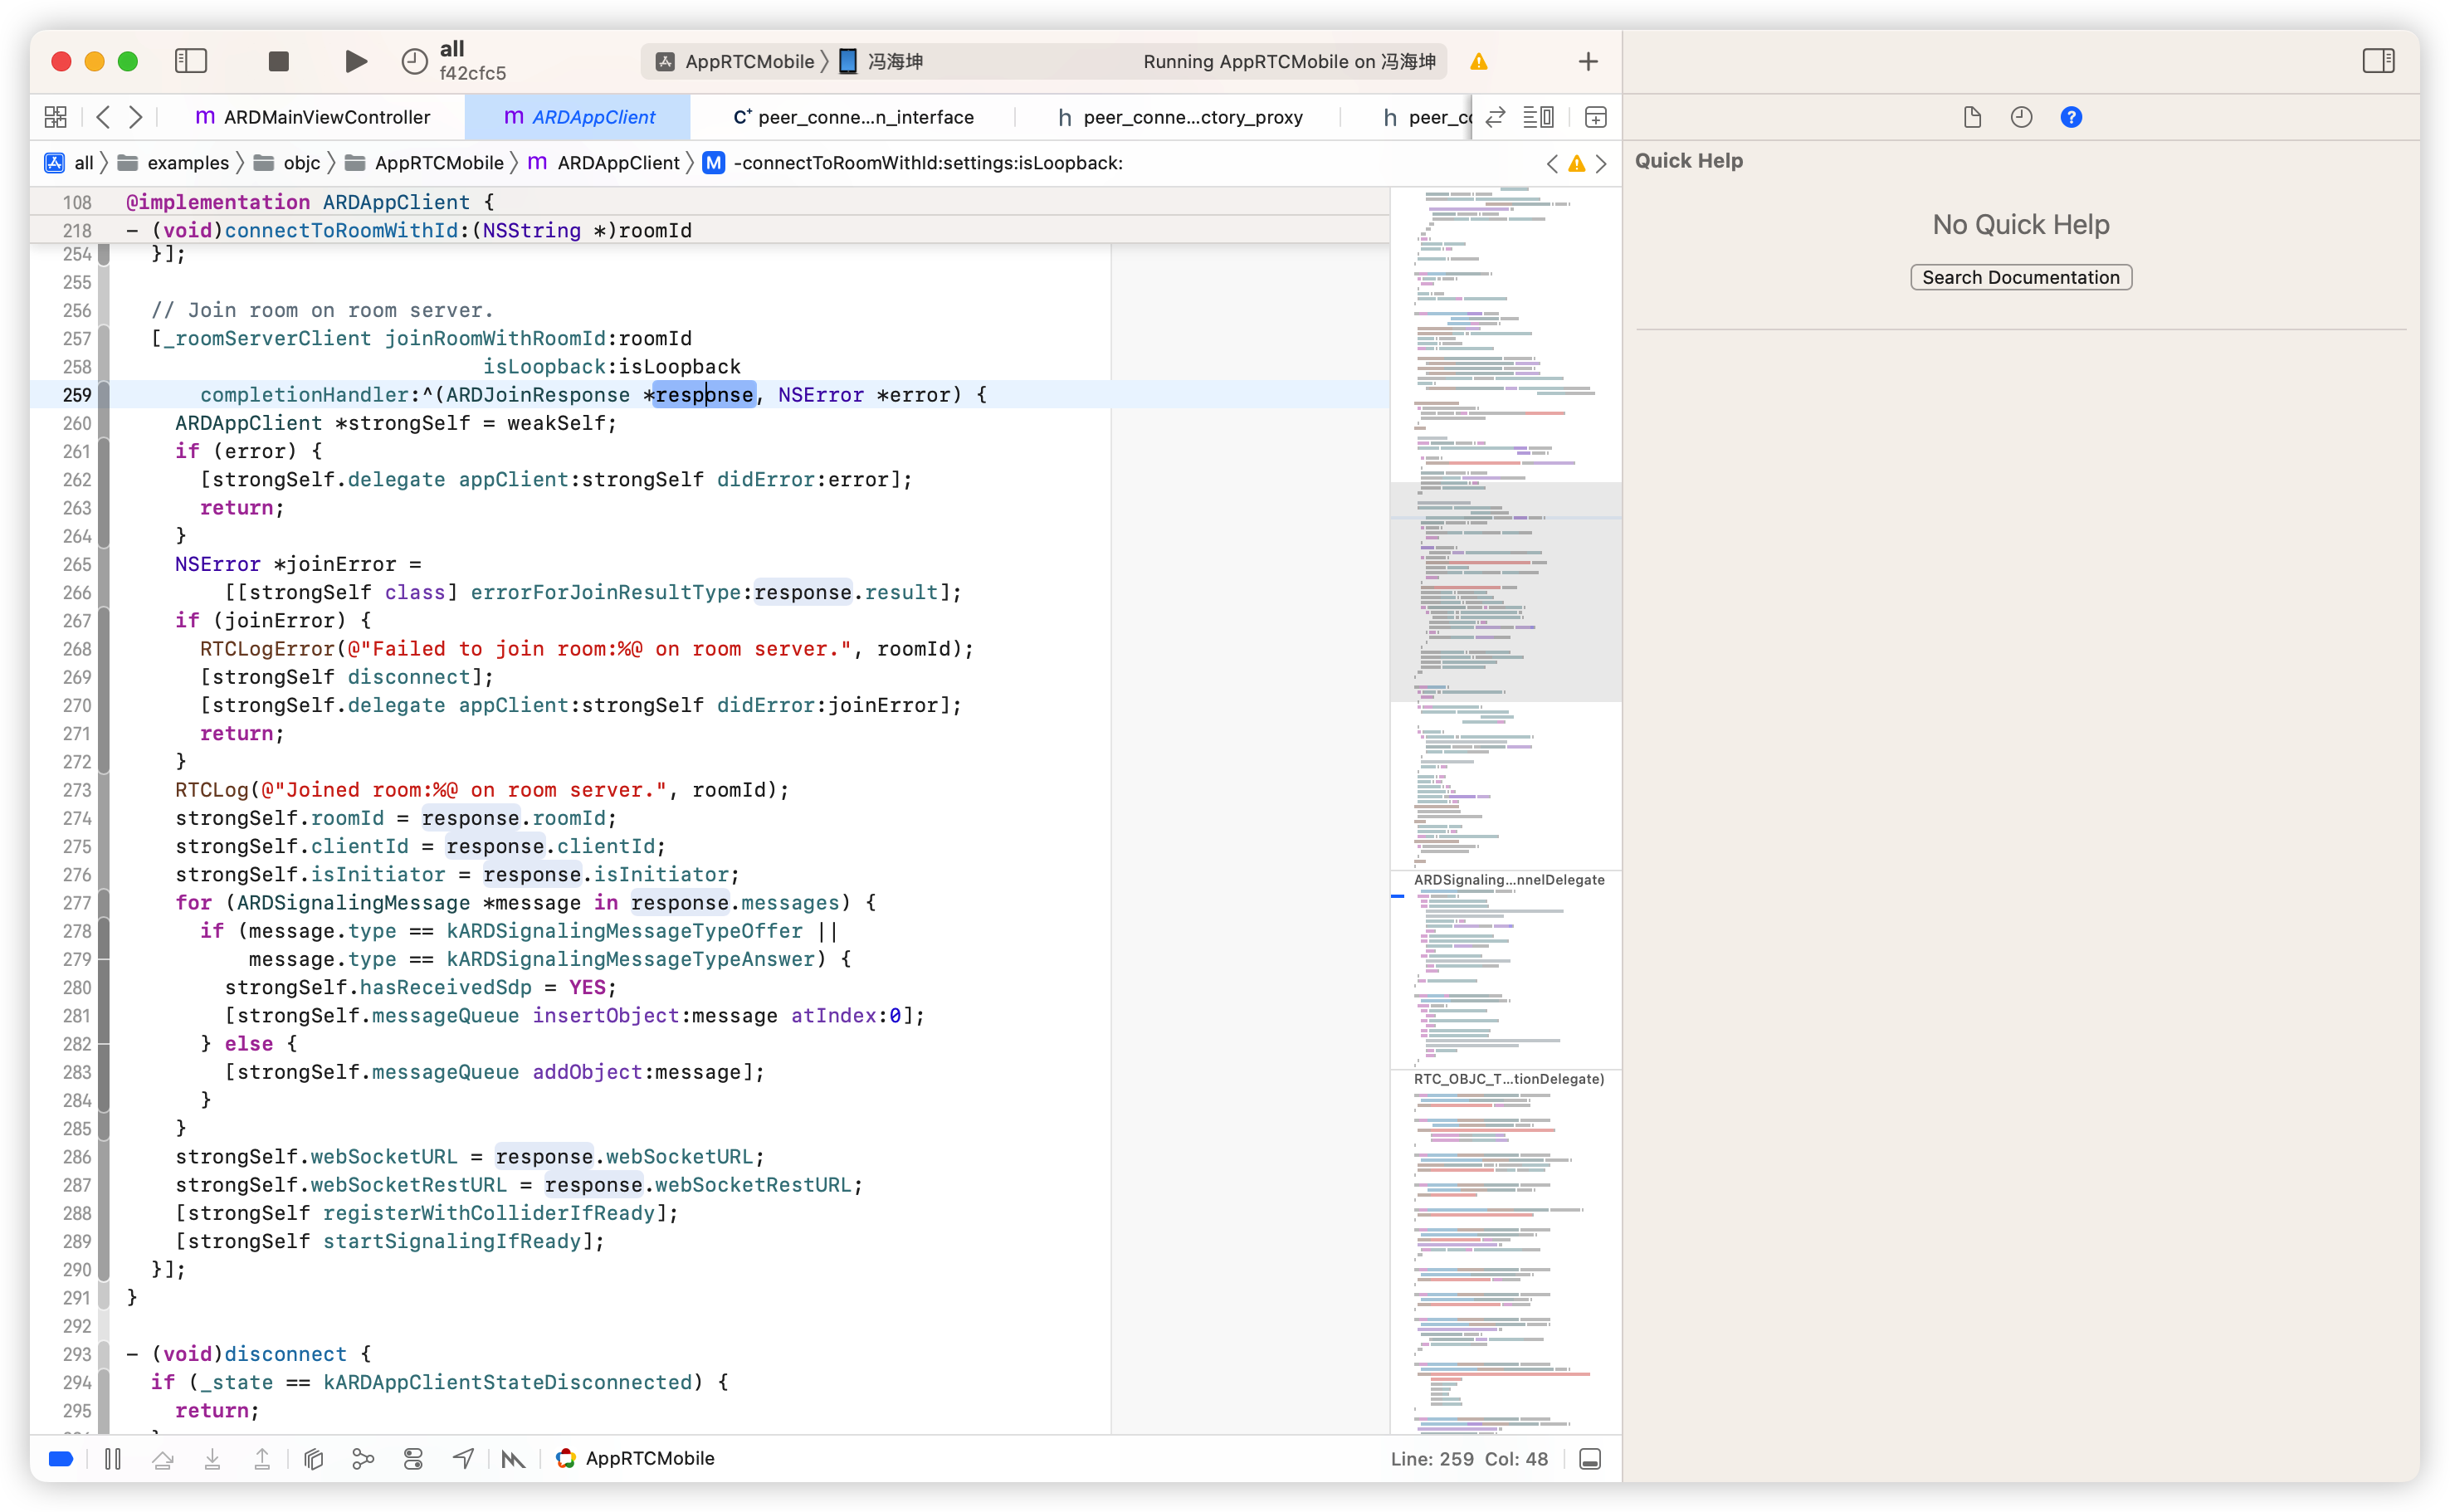 all
f42cfc5
AppRTCMobile 〉 冯海坤
Running AppRTCMobile on 冯海坤
m ARDMainViewController
m ARDAppClient
C⁺ peer_conne...n_interface
h peer_conne...ctory_proxy
h peer_cc
all 〉 examples 〉 objc 〉 AppRTCMobile 〉 m ARDAppClient 〉 M -connectToRoomWithId:settings:isLoopback:
108 @implementation ARDAppClient {
218 - (void)connectToRoomWithId:(NSString *)roomId
254 }];
255
256 // Join room on room server.
257 [_roomServerClient joinRoomWithRoomId:roomId
258 isLoopback:isLoopback
259 completionHandler:^(ARDJoinResponse *response, NSError *error) {
260 ARDAppClient *strongSelf = weakSelf;
261 if (error) {
262 [strongSelf.delegate appClient:strongSelf didError:error];
263 return;
264 }
265 NSError *joinError =
266 [[strongSelf class] errorForJoinResultType:response.result];
267 if (joinError) {
268 RTCLogError(@"Failed to join room:%@ on room server.", roomId);
269 [strongSelf disconnect];
270 [strongSelf.delegate appClient:strongSelf didError:joinError];
271 return;
272 }
273 RTCLog(@"Joined room:%@ on room server.", roomId);
274 strongSelf.roomId = response.roomId;
275 strongSelf.clientId = response.clientId;
276 strongSelf.isInitiator = response.isInitiator;
277 for (ARDSignalingMessage *message in response.messages) {
278 if (message.type == kARDSignalingMessageTypeOffer ||
279 message.type == kARDSignalingMessageTypeAnswer) {
280 strongSelf.hasReceivedSdp = YES;
281 [strongSelf.messageQueue insertObject:message atIndex:0];
282 } else {
283 [strongSelf.messageQueue addObject:message];
284 }
285 }
286 strongSelf.webSocketURL = response.webSocketURL;
287 strongSelf.webSocketRestURL = response.webSocketRestURL;
288 [strongSelf registerWithColliderIfReady];
289 [strongSelf startSignalingIfReady];
290 }];
291 }
292
293 - (void)disconnect {
294 if (_state == kARDAppClientStateDisconnected) {
295 return;
ARDSignaling...nnelDelegate
RTC_OBJC_T...tionDelegate)
AppRTCMobile
Line: 259 Col: 48
Quick Help
No Quick Help
Search Documentation